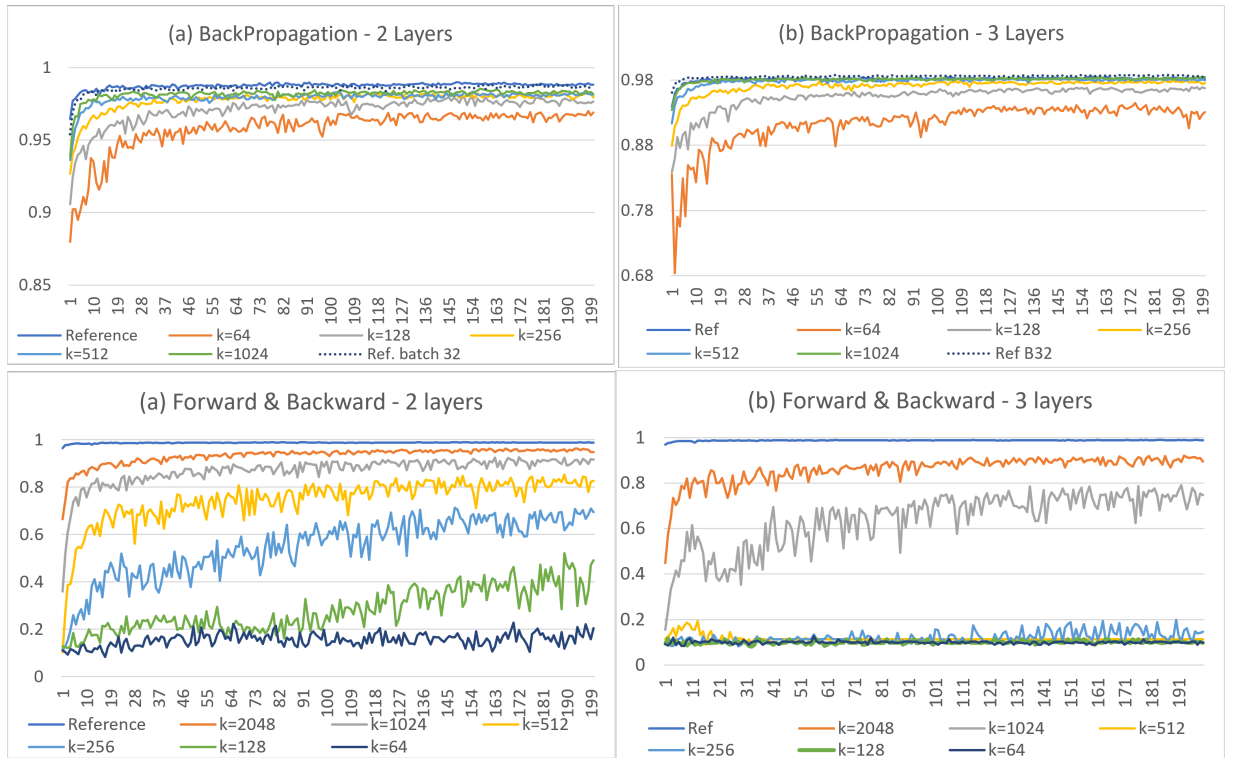 (a) BackPropagation - 2 Layers
1
0.95
0.9
0.85
1 10 19 28 37 46 55 64 73 82 91 100 109 118 127 136 145 154 163 172 181 190 199
Reference k=64 k=128 k=256
k=512 k=1024 Ref. batch 32
(b) BackPropagation - 3 Layers
0.98
0.88
0.78
0.68
1 10 19 28 37 46 55 64 73 82 91 100 109 118 127 136 145 154 163 172 181 190 199
Ref k=64 k=128 k=256
k=512 k=1024 Ref B32
(a) Forward & Backward - 2 layers
1
0.8
0.6
0.4
0.2
0
1 10 19 28 37 46 55 64 73 82 91 100 109 118 127 136 145 154 163 172 181 190 199
Reference k=2048 k=1024 k=512
k=256 k=128 k=64
(b) Forward & Backward - 3 layers
1
0.8
0.6
0.4
0.2
0
1 11 21 31 41 51 61 71 81 91 101 111 121 131 141 151 161 171 181 191
Ref k=2048 k=1024 k=512
k=256 k=128 k=64